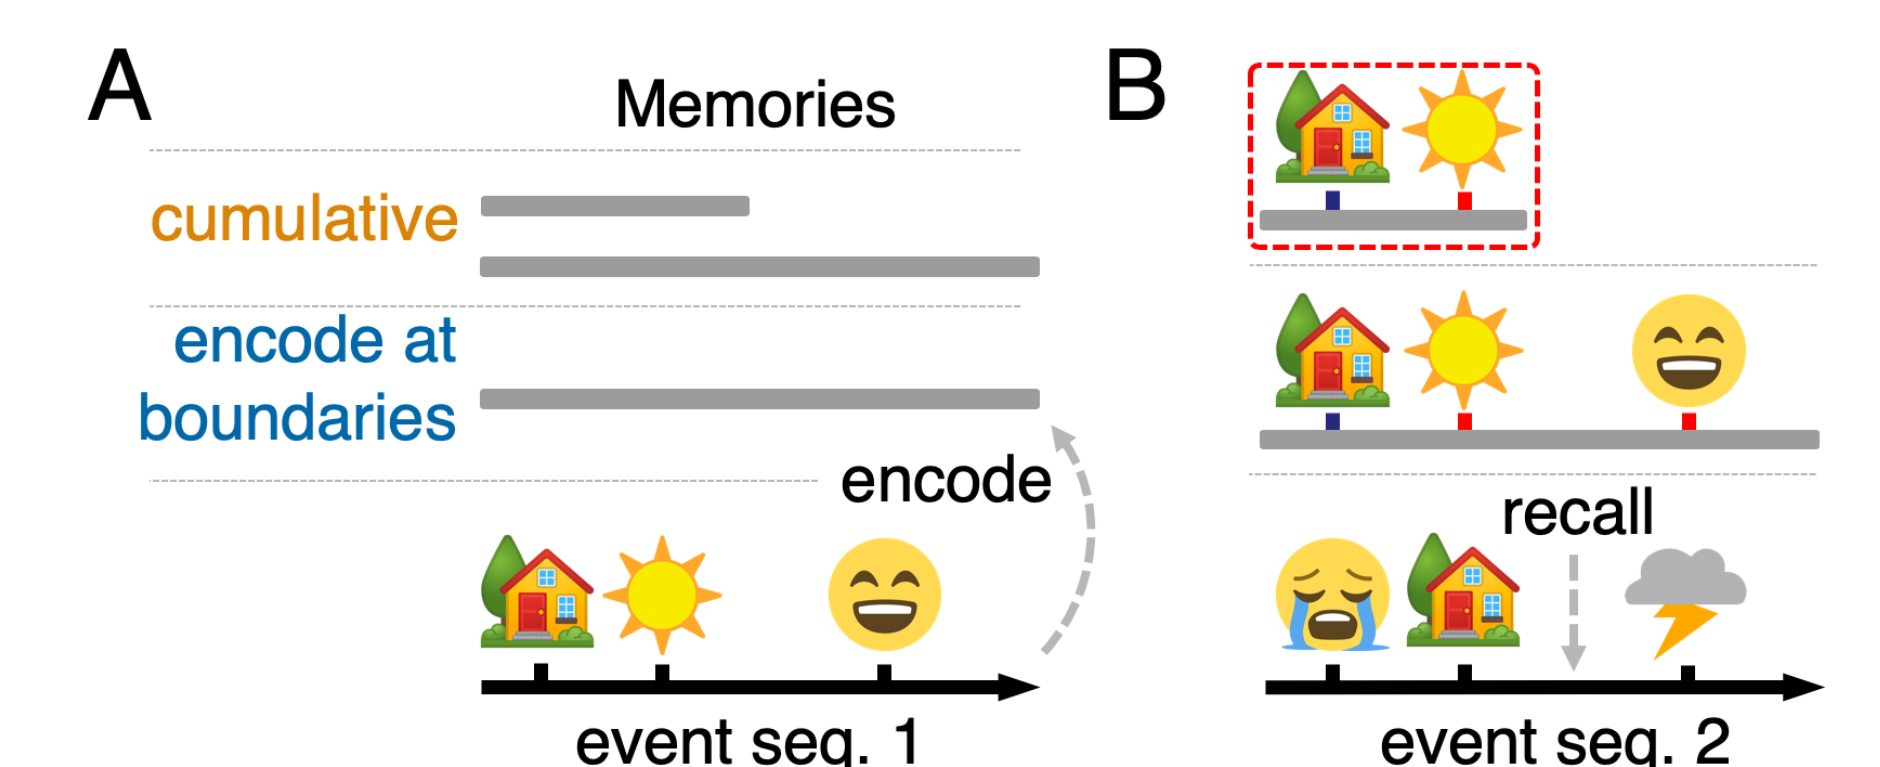 A
Memories
cumulative
encode at
boundaries
encode
event seq. 1
B
recall
event seq. 2